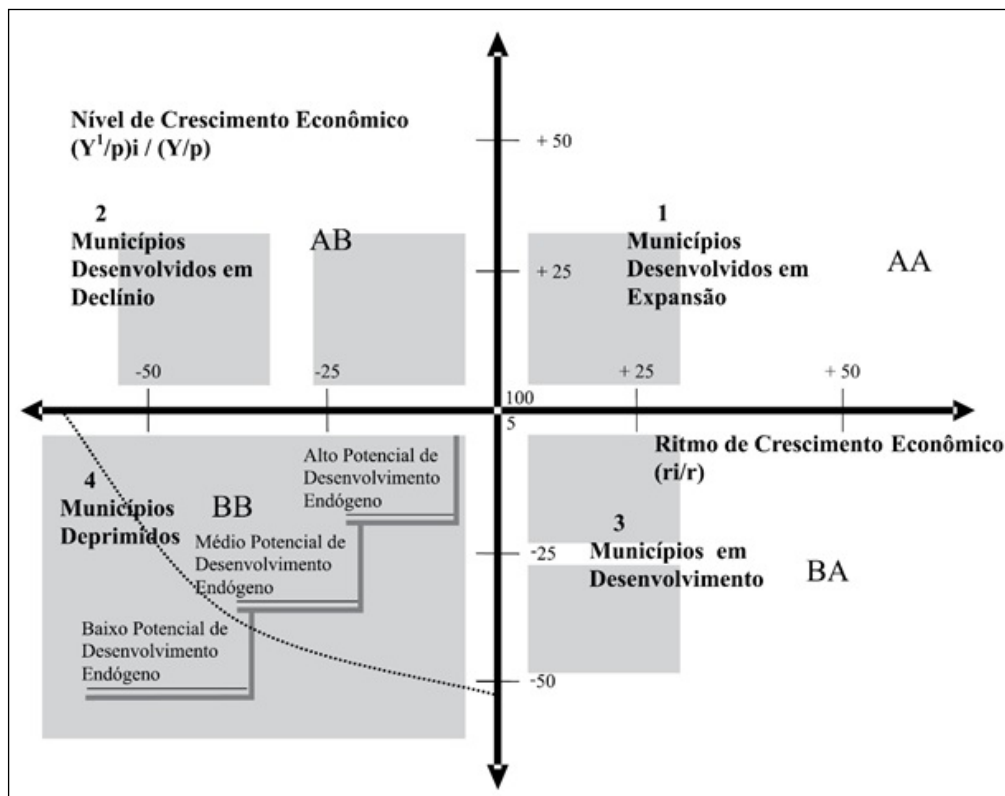 Nível de Crescimento Econômico
(Y¹/p)i / (Y/p)
+ 50
2
Municípios
Desenvolvidos em
Declínio
AB
1
Municípios
Desenvolvidos em
Expansão
AA
+ 25
-50
-25
+ 25
+ 50
100
5
Ritmo de Crescimento Econômico
(ri/r)
Alto Potencial de
Desenvolvimento
Endógeno
4
Municípios
Deprimidos
BB
Médio Potencial de
Desenvolvimento
Endógeno
3
Municípios em
Desenvolvimento
BA
-25
Baixo Potencial de
Desenvolvimento
Endógeno
-50